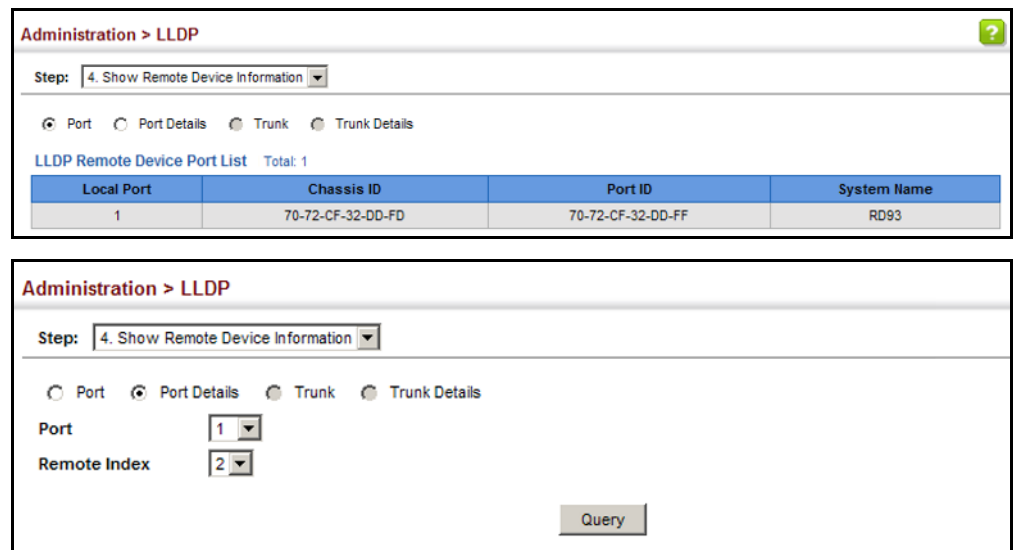 Administration > LLDP
?
Step: 4. Show Remote Device Information
Port Port Details Trunk Trunk Details
LLDP Remote Device Port List Total: 1
Local Port Chassis ID Port ID System Name
1 70-72-CF-32-DD-FD 70-72-CF-32-DD-FF RD93
Administration > LLDP
Step: 4. Show Remote Device Information
Port Port Details Trunk Trunk Details
Port 1
Remote Index 2
Query